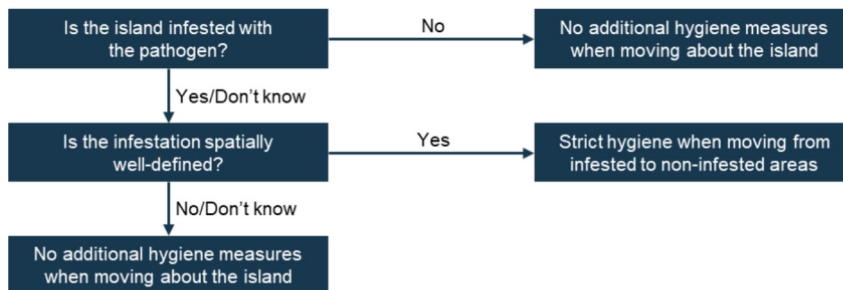 Is the island infested with
the pathogen?
No
No additional hygiene measures
when moving about the island
Yes/Don’t know
Is the infestation spatially
well-defined?
Yes
Strict hygiene when moving from
infested to non-infested areas
No/Don’t know
No additional hygiene measures
when moving about the island